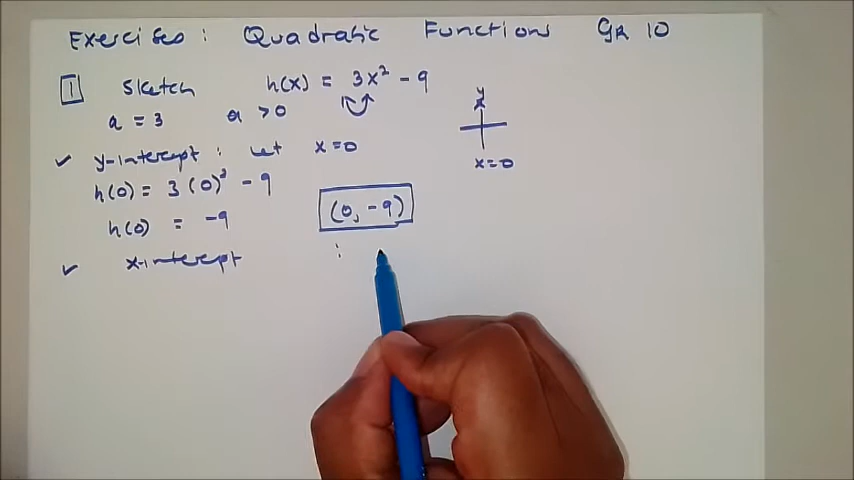 Exercises : Quadratic Functions GR 10
1 Sketch h(x) = 3x² - 9
a = 3 a > 0
y
✓ y-intercept : Let x = 0
x = 0
h(0) = 3(0)² - 9
h(0) = -9 (0, -9)
✓ x-intercept :